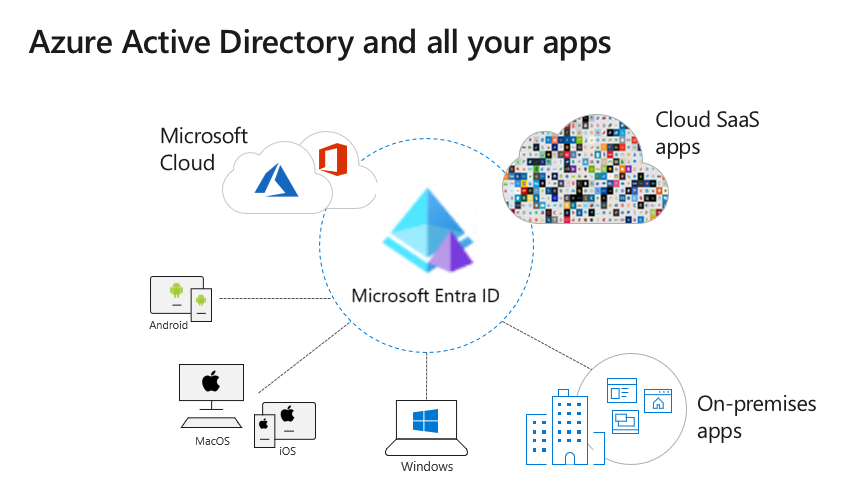 Azure Active Directory and all your apps
Microsoft
Cloud
Cloud SaaS
apps
Microsoft Entra ID
Android
MacOS
iOS
Windows
On-premises
apps